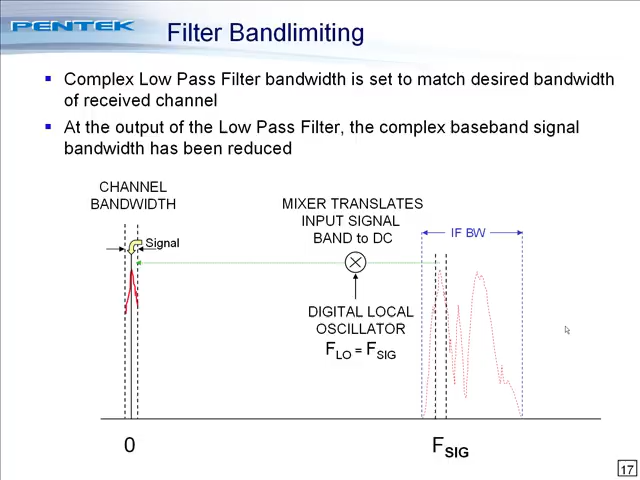 PENTEK
Filter Bandlimiting
Complex Low Pass Filter bandwidth is set to match desired bandwidth
of received channel
At the output of the Low Pass Filter, the complex baseband signal
bandwidth has been reduced
CHANNEL
BANDWIDTH
Signal
MIXER TRANSLATES
INPUT SIGNAL
BAND to DC
IF BW
DIGITAL LOCAL
OSCILLATOR
FLO = FSIG
0
FSIG
17